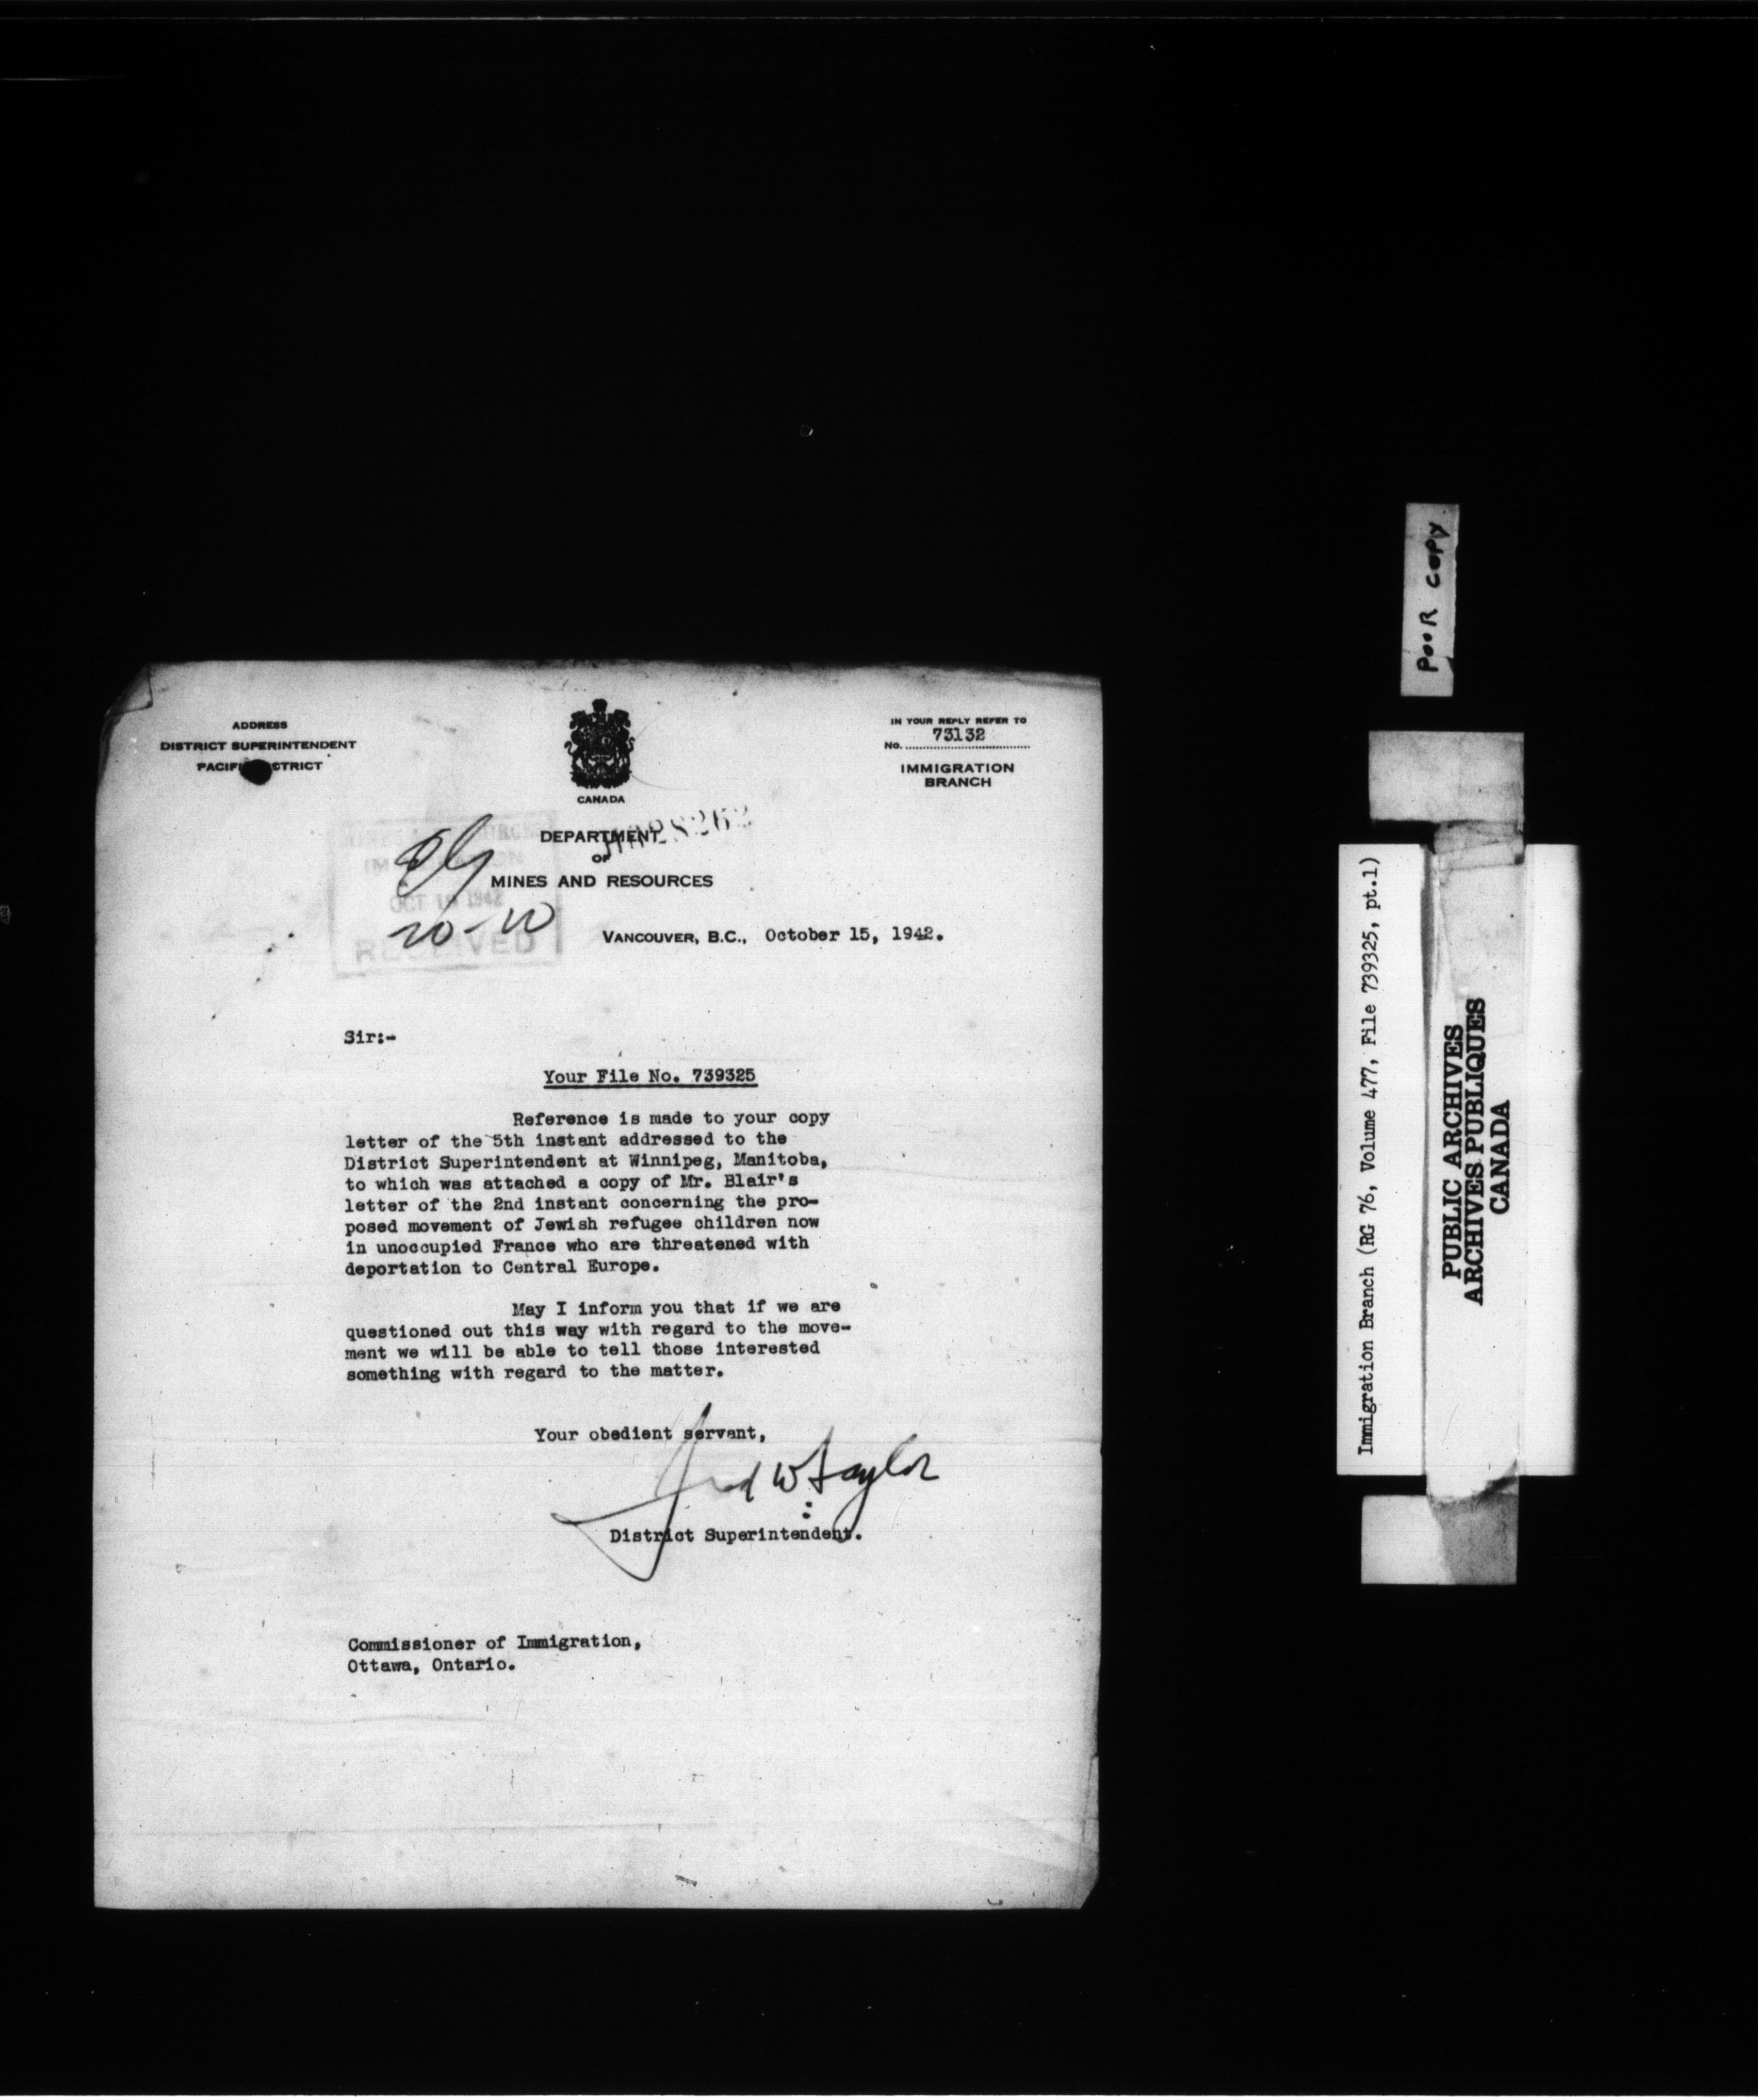 ADDRESS
DISTRICT SUPERINTENDENT
CANADA
IN YOUR REPLY REFER TO
No. 73132
IMMIGRATION
BRANCH
DEPARTMENT
OF
MINES AND RESOURCES
OCT 1942
RECEIVED
20-10
VANCOUVER, B.C., October 15, 1942.
Sir:-
Your File No. 739325
Reference is made to your copy
letter of the 5th instant addressed to the
District Superintendent at Winnipeg, Manitoba,
to which was attached a copy of Mr. Blair's
letter of the 2nd instant concerning the pro-
posed movement of Jewish refugee children now
in unoccupied France who are threatened with
deportation to Central Europe.
May I inform you that if we are
questioned out this way with regard to the move-
ment we will be able to tell those interested
something with regard to the matter.
Your obedient servant,
W Taylor
District Superintendent.
Commissioner of Immigration,
Ottawa, Ontario.
POOR COPY
Immigration Branch (RG 76, Volume 477, File 739325, pt.1)
PUBLIC ARCHIVES
ARCHIVES PUBLIQUES
CANADA